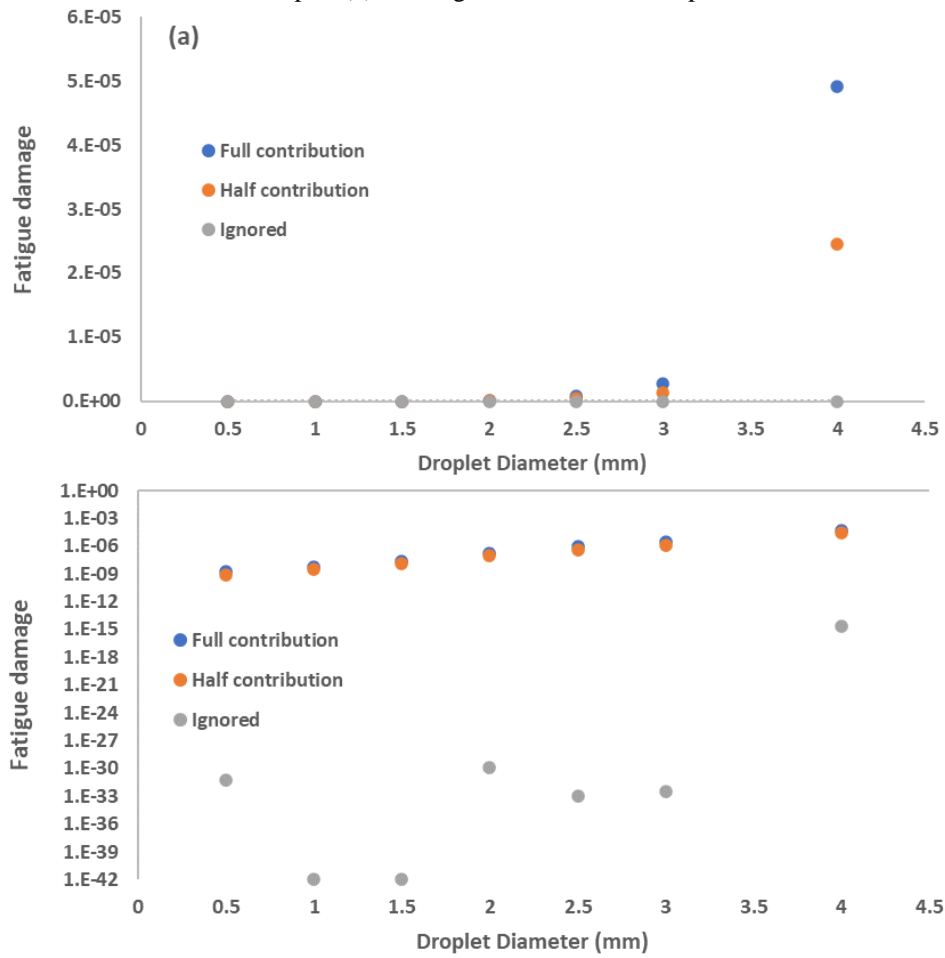 6.E-05
(a)
5.E-05
Full contribution
4.E-05
Half contribution
3.E-05
Ignored
2.E-05
1.E-05
0.E+00
Fatigue damage
0 0.5 1 1.5 2 2.5 3 3.5 4 4.5
Droplet Diameter (mm)
1.E+00
1.E-03
1.E-06
1.E-09
1.E-12
1.E-15
Full contribution
1.E-18
Half contribution
1.E-21
1.E-24
Ignored
1.E-27
1.E-30
1.E-33
1.E-36
1.E-39
1.E-42
Fatigue damage
0 0.5 1 1.5 2 2.5 3 3.5 4 4.5
Droplet Diameter (mm)